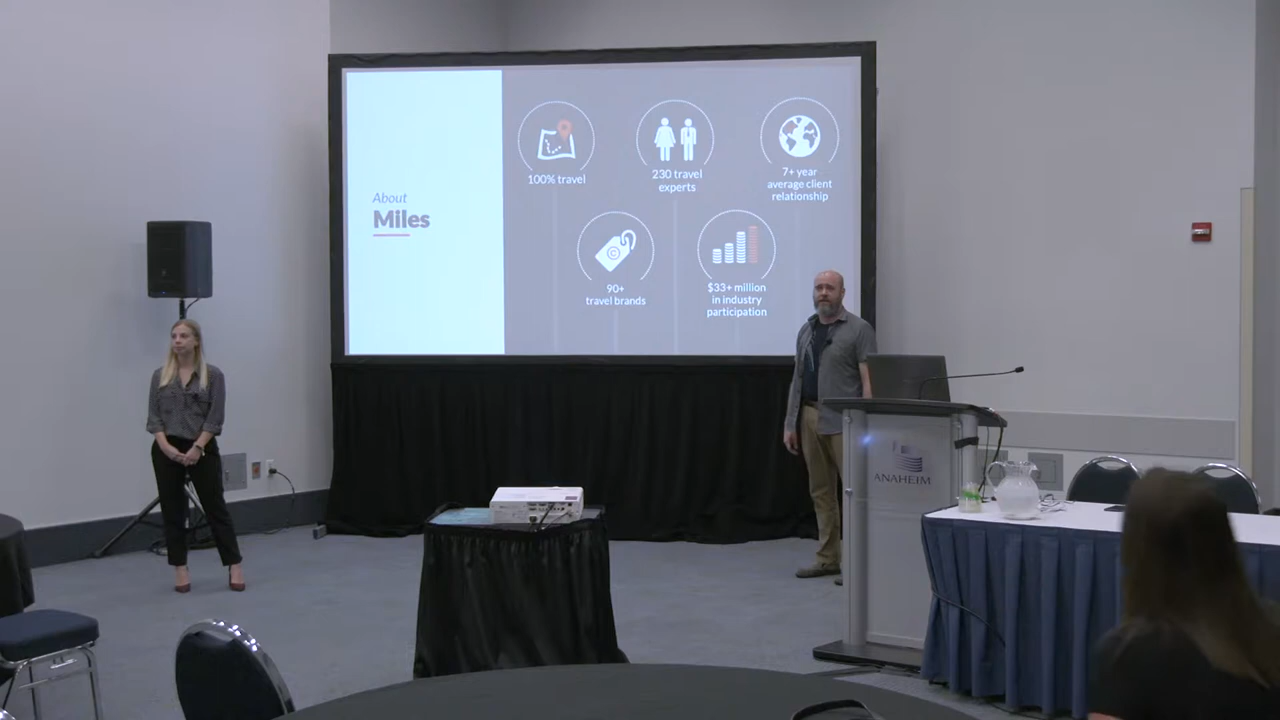 About
Miles
100% travel
230 travel
experts
7+ year
average client
relationship
90+
travel brands
$33+ million
in industry
participation
ANAHEIM